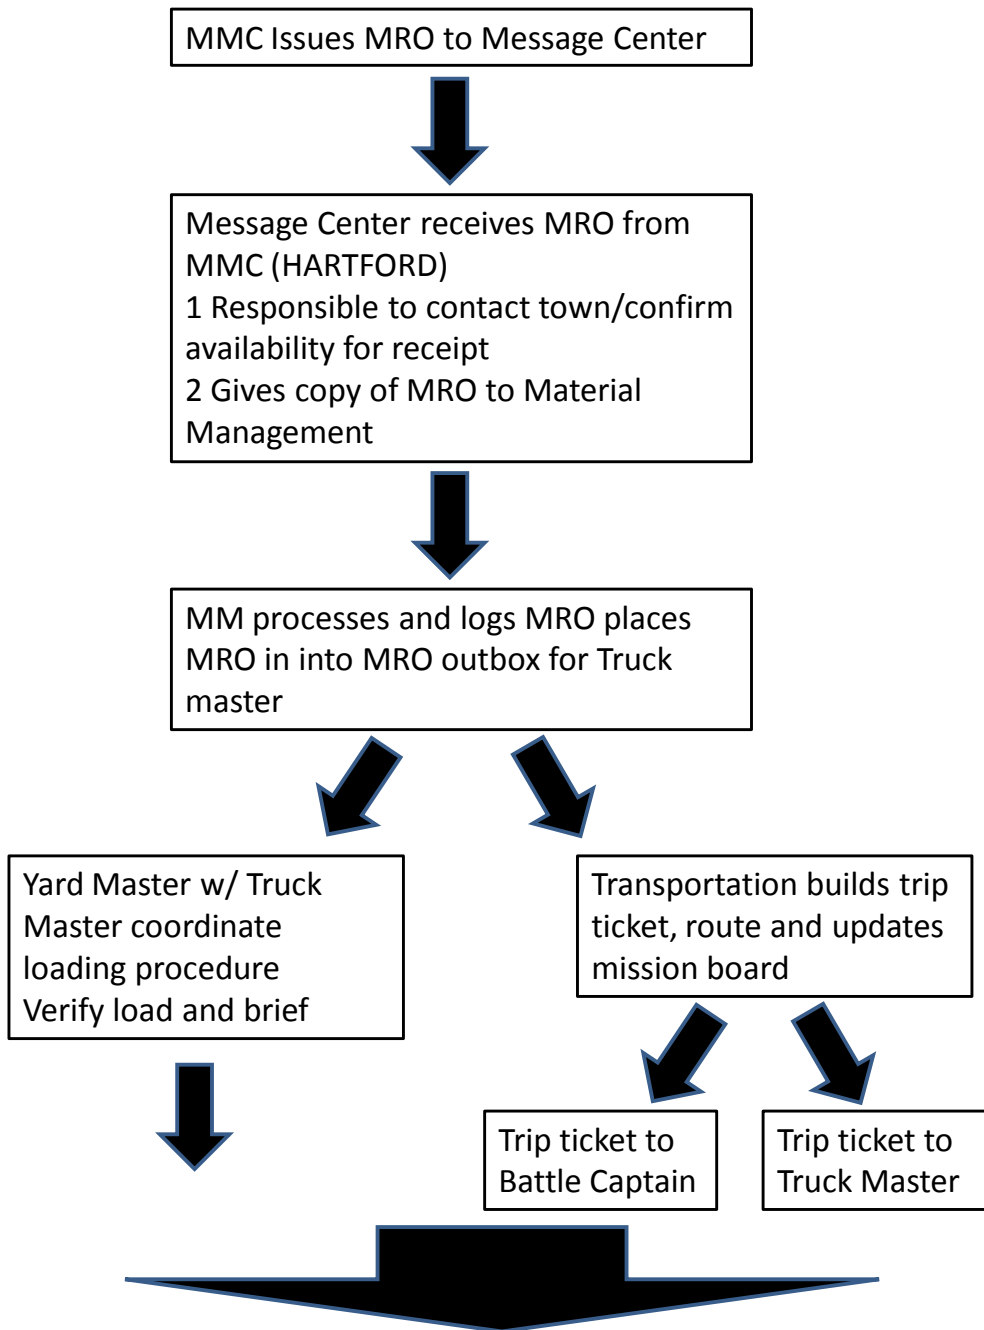 MMC Issues MRO to Message Center
Message Center receives MRO from
MMC (HARTFORD)
1 Responsible to contact town/confirm
availability for receipt
2 Gives copy of MRO to Material
Management
MM processes and logs MRO places
MRO in into MRO outbox for Truck
master
Yard Master w/ Truck
Master coordinate
loading procedure
Verify load and brief
Transportation builds trip
ticket, route and updates
mission board
Trip ticket to
Battle Captain
Trip ticket to
Truck Master